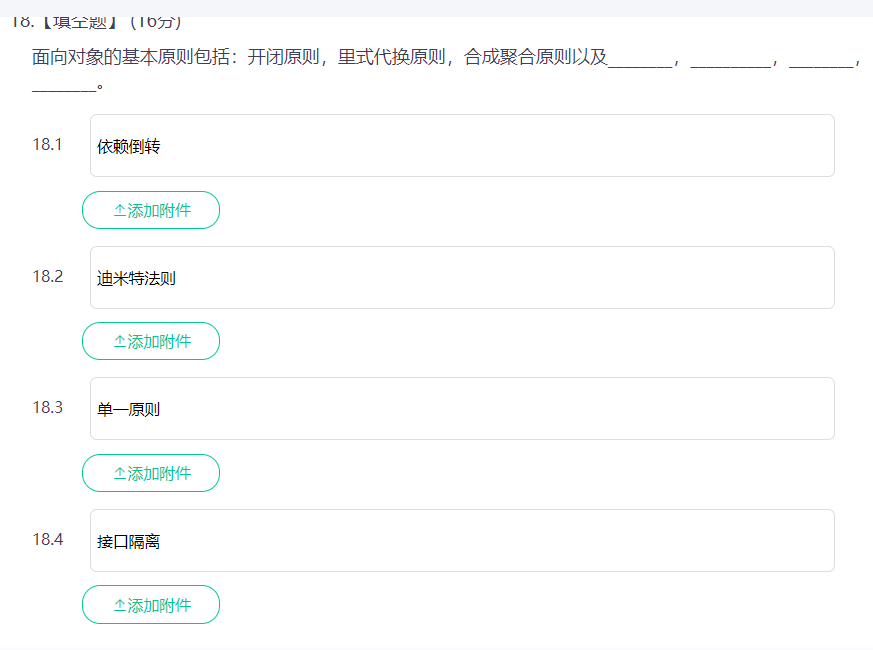 18.【填空题】(16分)
面向对象的基本原则包括：开闭原则，里式代换原则，合成聚合原则以及________，__________，________，
________。
18.1
依赖倒转
添加附件
18.2
迪米特法则
添加附件
18.3
单一原则
添加附件
18.4
接口隔离
添加附件